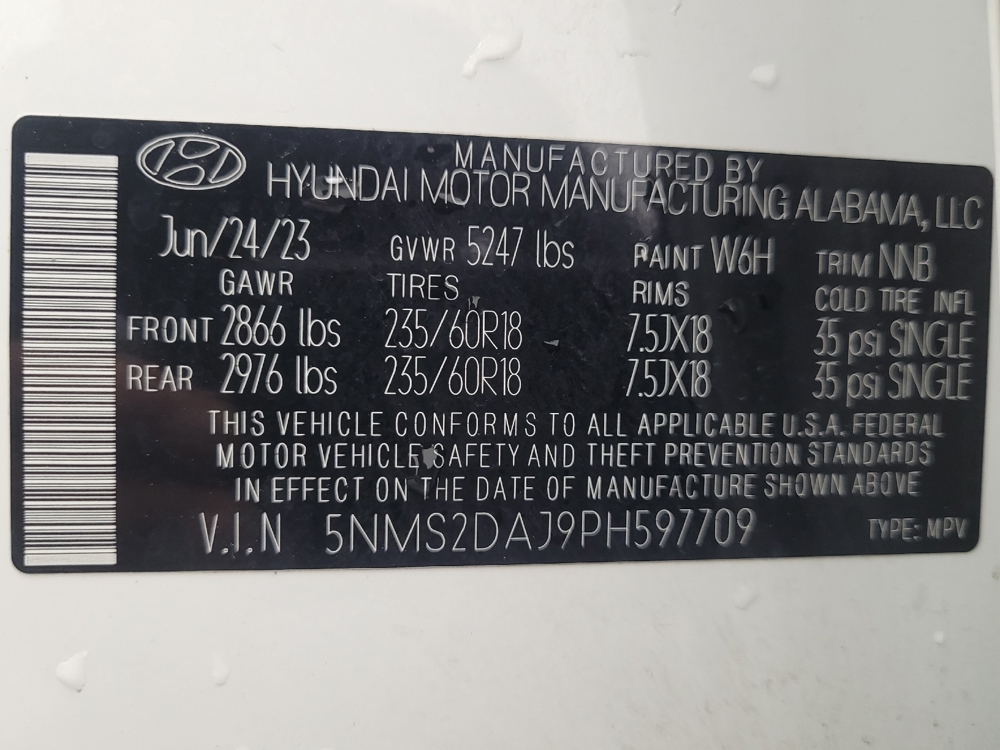 MANUFACTURED BY
HYUNDAI MOTOR MANUFACTURING ALABAMA, LLC
Jun/24/23 GVWR 5247 lbs PAINT W6H TRIM NNB
GAWR TIRES RIMS COLD TIRE INFL
FRONT 2866 lbs 235/60R18 7.5JX18 35 psi SINGLE
REAR 2976 lbs 235/60R18 7.5JX18 35 psi SINGLE
THIS VEHICLE CONFORMS TO ALL APPLICABLE U.S.A. FEDERAL
MOTOR VEHICLE SAFETY AND THEFT PREVENTION STANDARDS
IN EFFECT ON THE DATE OF MANUFACTURE SHOWN ABOVE
V.I.N 5NMS2DAJ9PH597709 TYPE: MPV